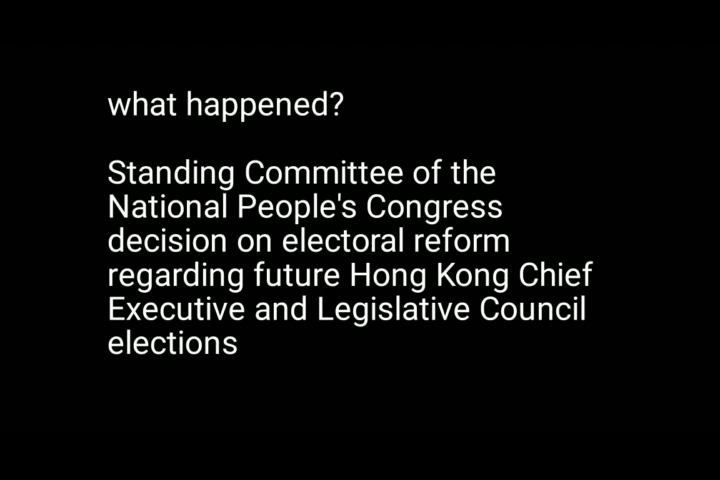 what happened?
Standing Committee of the
National People's Congress
decision on electoral reform
regarding future Hong Kong Chief
Executive and Legislative Council
elections